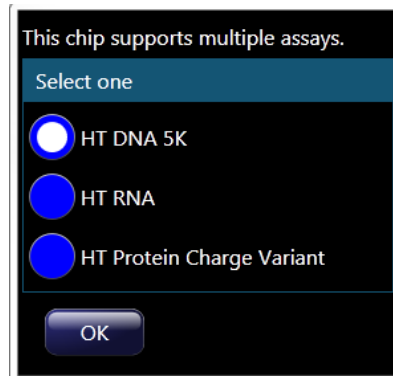 This chip supports multiple assays.
Select one
HT DNA 5K
HT RNA
HT Protein Charge Variant
OK